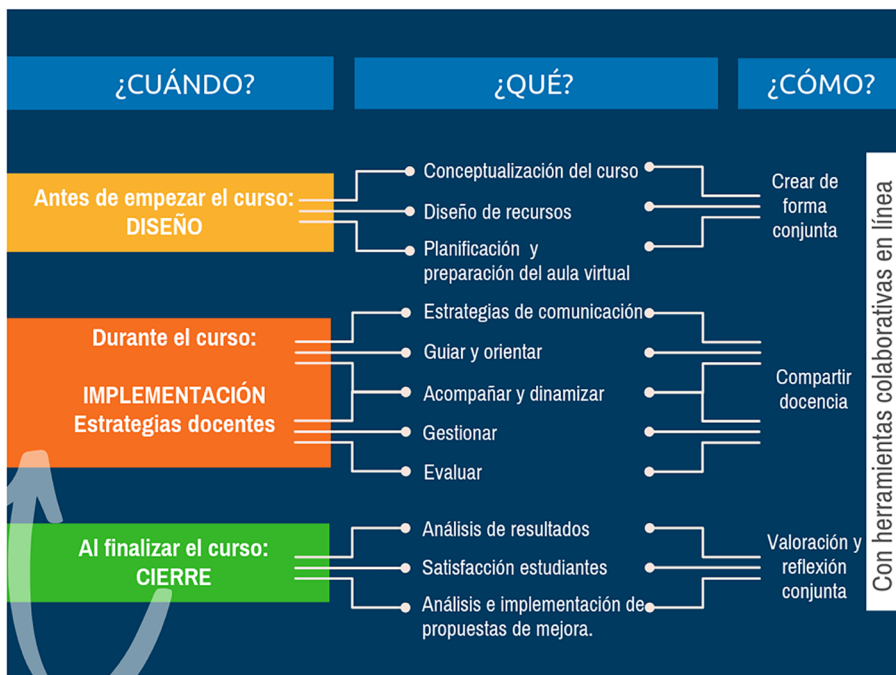 ¿CUÁNDO?
¿QUÉ?
¿CÓMO?
Antes de empezar el curso:
DISEÑO
Conceptualización del curso
Diseño de recursos
Planificación y
preparación del aula virtual
Crear de
forma
conjunta
Durante el curso:
IMPLEMENTACIÓN
Estrategias docentes
Estrategias de comunicación
Guiar y orientar
Acompañar y dinamizar
Gestionar
Evaluar
Compartir
docencia
Al finalizar el curso:
CIERRE
Análisis de resultados
Satisfacción estudiantes
Análisis e implementación de
propuestas de mejora.
Valoración y
reflexión
conjunta
Con herramientas colaborativas en línea